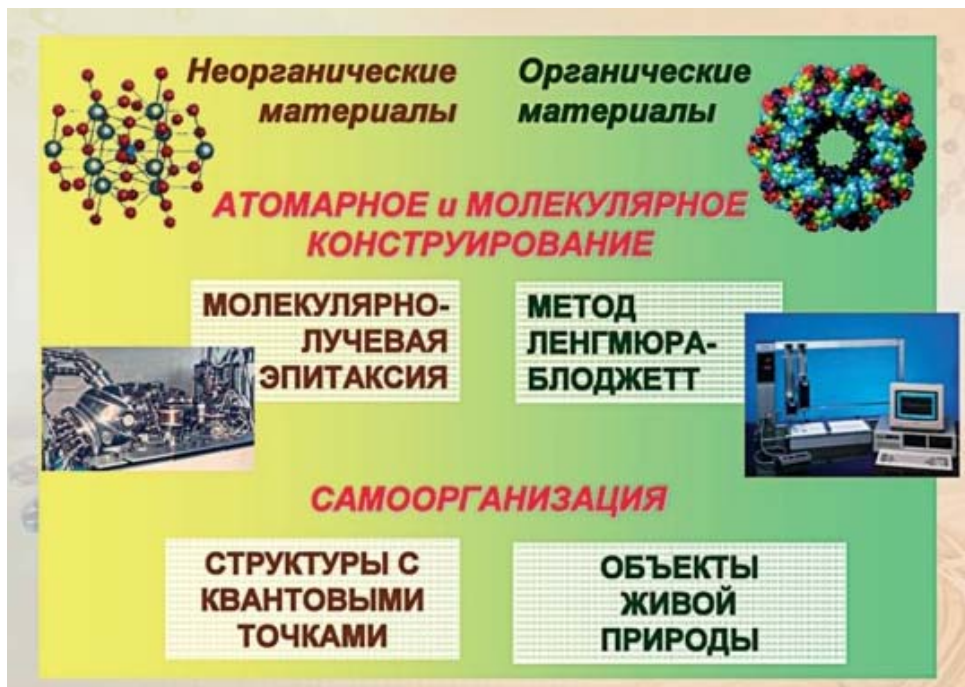 Неорганические
материалы
Органические
материалы
АТОМАРНОЕ и МОЛЕКУЛЯРНОЕ
КОНСТРУИРОВАНИЕ
МОЛЕКУЛЯРНО-
ЛУЧЕВАЯ
ЭПИТАКСИЯ
МЕТОД
ЛЕНГМЮРА-
БЛОДЖЕТТ
САМООРГАНИЗАЦИЯ
СТРУКТУРЫ С
КВАНТОВЫМИ
ТОЧКАМИ
ОБЪЕКТЫ
ЖИВОЙ
ПРИРОДЫ